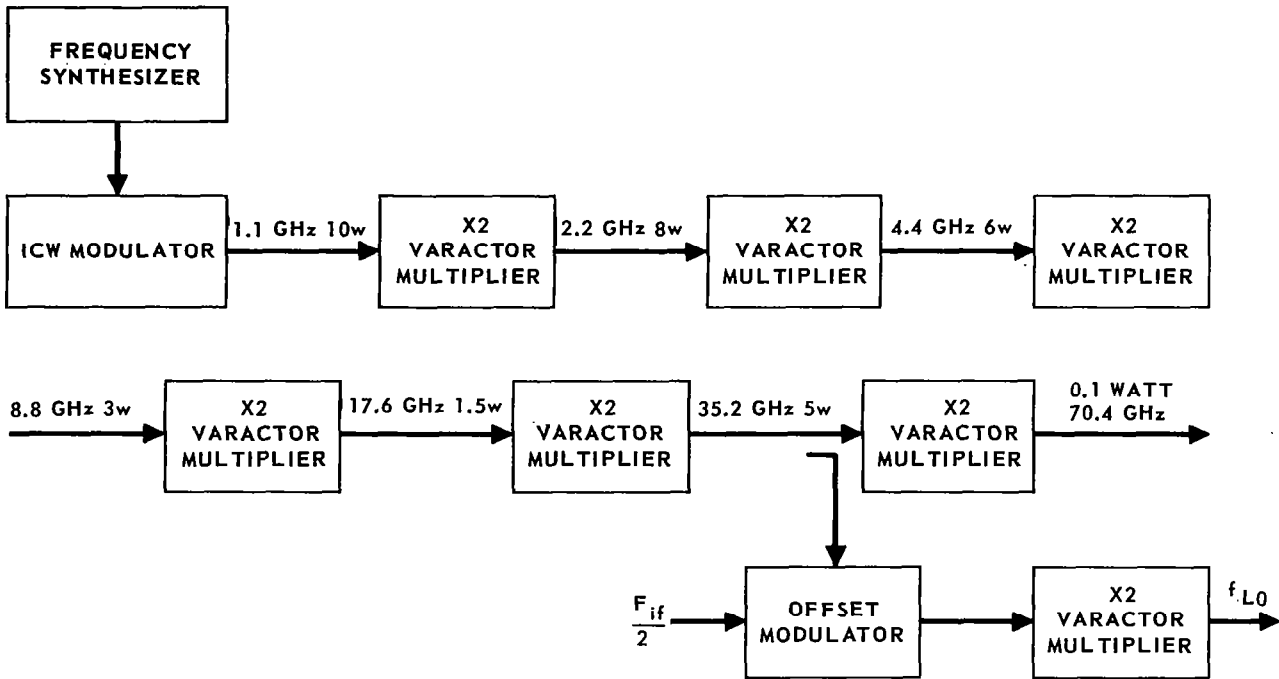 FREQUENCY
SYNTHESIZER
ICW MODULATOR
1.1 GHz 10w
X2
VARACTOR
MULTIPLIER
2.2 GHz 8w
X2
VARACTOR
MULTIPLIER
4.4 GHz 6w
X2
VARACTOR
MULTIPLIER
8.8 GHz 3w
X2
VARACTOR
MULTIPLIER
17.6 GHz 1.5w
X2
VARACTOR
MULTIPLIER
35.2 GHz 5w
X2
VARACTOR
MULTIPLIER
0.1 WATT
70.4 GHz
Fif
2
OFFSET
MODULATOR
X2
VARACTOR
MULTIPLIER
fL0